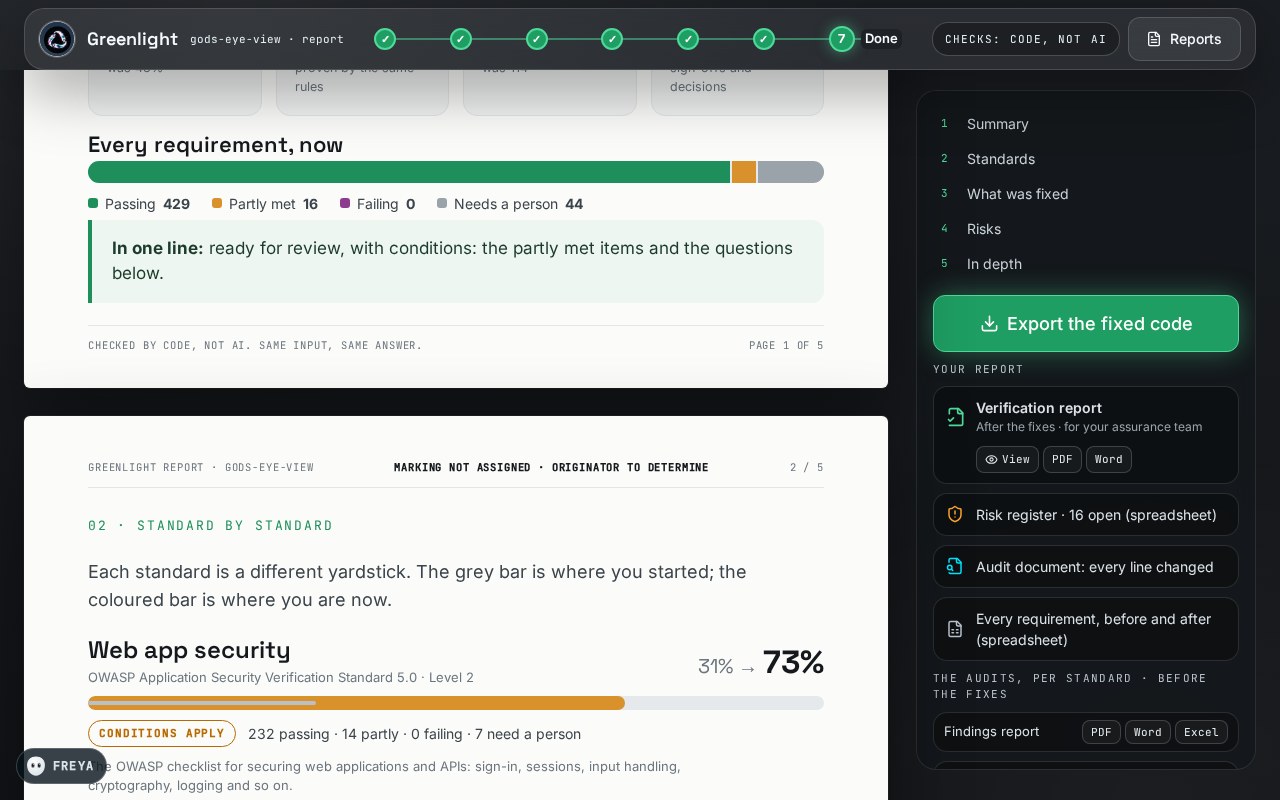 Greenlight
gods-eye-view · report
✓ ✓ ✓ ✓ ✓ ✓ 7 Done
CHECKS: CODE, NOT AI
Reports
rules
decisions
Every requirement, now
Passing 429 Partly met 16 Failing 0 Needs a person 44
In one line: ready for review, with conditions: the partly met items and the questions
below.
CHECKED BY CODE, NOT AI. SAME INPUT, SAME ANSWER.
PAGE 1 OF 5
GREENLIGHT REPORT · GODS-EYE-VIEW
MARKING NOT ASSIGNED · ORIGINATOR TO DETERMINE
2 / 5
02 · STANDARD BY STANDARD
Each standard is a different yardstick. The grey bar is where you started; the
coloured bar is where you are now.
Web app security
31% → 73%
OWASP Application Security Verification Standard 5.0 · Level 2
CONDITIONS APPLY
232 passing · 14 partly · 0 failing · 7 need a person
OWASP checklist for securing web applications and APIs: sign-in, sessions, input handling,
cryptography, logging and so on.
FREYA
1 Summary
2 Standards
3 What was fixed
4 Risks
5 In depth
Export the fixed code
YOUR REPORT
Verification report
After the fixes · for your assurance team
View PDF Word
Risk register · 16 open (spreadsheet)
Audit document: every line changed
Every requirement, before and after
(spreadsheet)
THE AUDITS, PER STANDARD · BEFORE
THE FIXES
Findings report PDF Word Excel